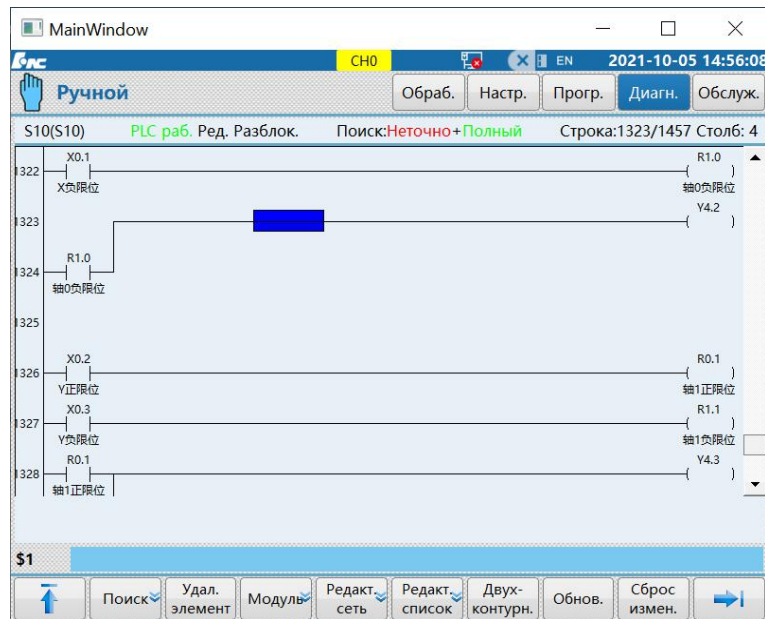 MainWindow
CH0 EN 2021-10-05 14:56:08
Ручной Обраб. Настр. Прогр. Диагн. Обслуж.
S10(S10) PLC раб. Ред. Разблок. Поиск:Неточно+Полный Строка:1323/1457 Столб: 4
X0.1 R1.0
1322 ( )
X负限位 轴0负限位
Y4.2
1323 ( )
R1.0
1324
轴0负限位
1325
X0.2 R0.1
1326 ( )
Y正限位 轴1正限位
X0.3 R1.1
1327 ( )
Y负限位 轴1负限位
R0.1 Y4.3
1328 ( )
轴1正限位
$1
Поиск Удал. элемент Модуль Редакт. сеть Редакт. список Двух-контурн. Обнов. Сброс измен.